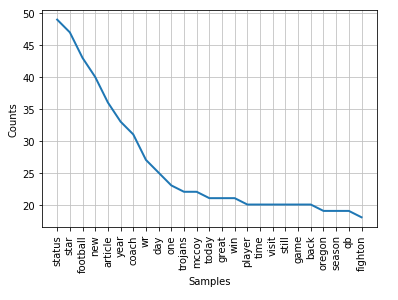 50
45
40
35
30
25
20
Counts
status
star
football
new
article
year
coach
wr
day
one
trojans
mccoy
today
great
win
player
time
visit
still
game
back
oregon
season
qb
fighton
Samples